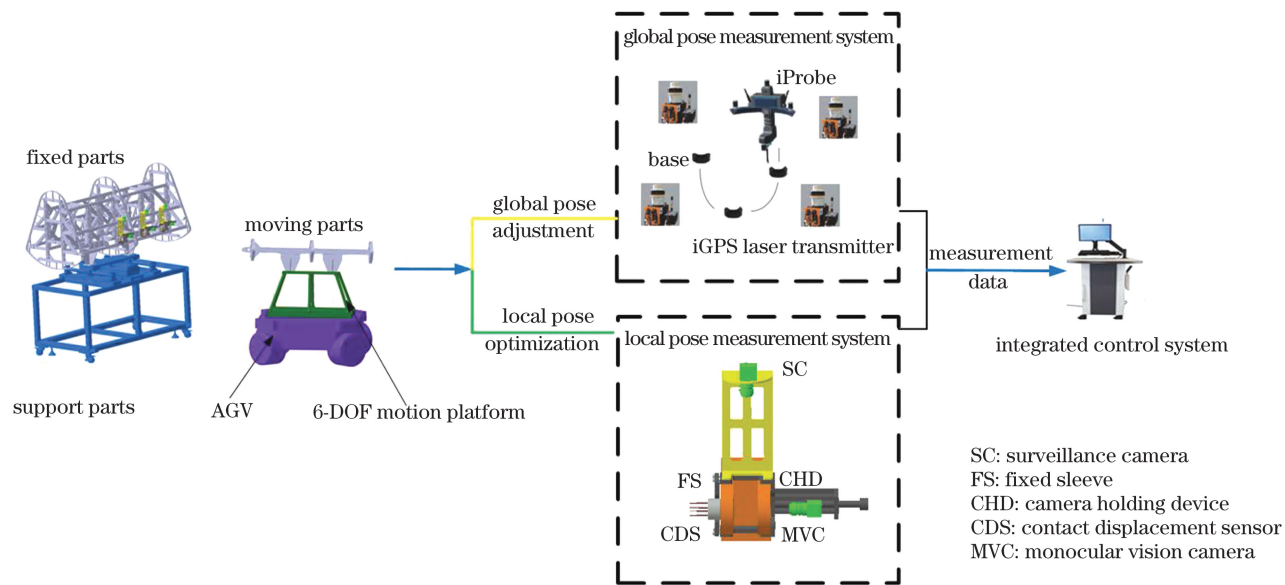 fixed parts
support parts
moving parts
AGV
6-DOF motion platform
global pose
adjustment
local pose
optimization
global pose measurement system
iProbe
base
iGPS laser transmitter
local pose measurement system
SC
FS
CHD
CDS
MVC
measurement
data
integrated control system
SC: surveillance camera
FS: fixed sleeve
CHD: camera holding device
CDS: contact displacement sensor
MVC: monocular vision camera